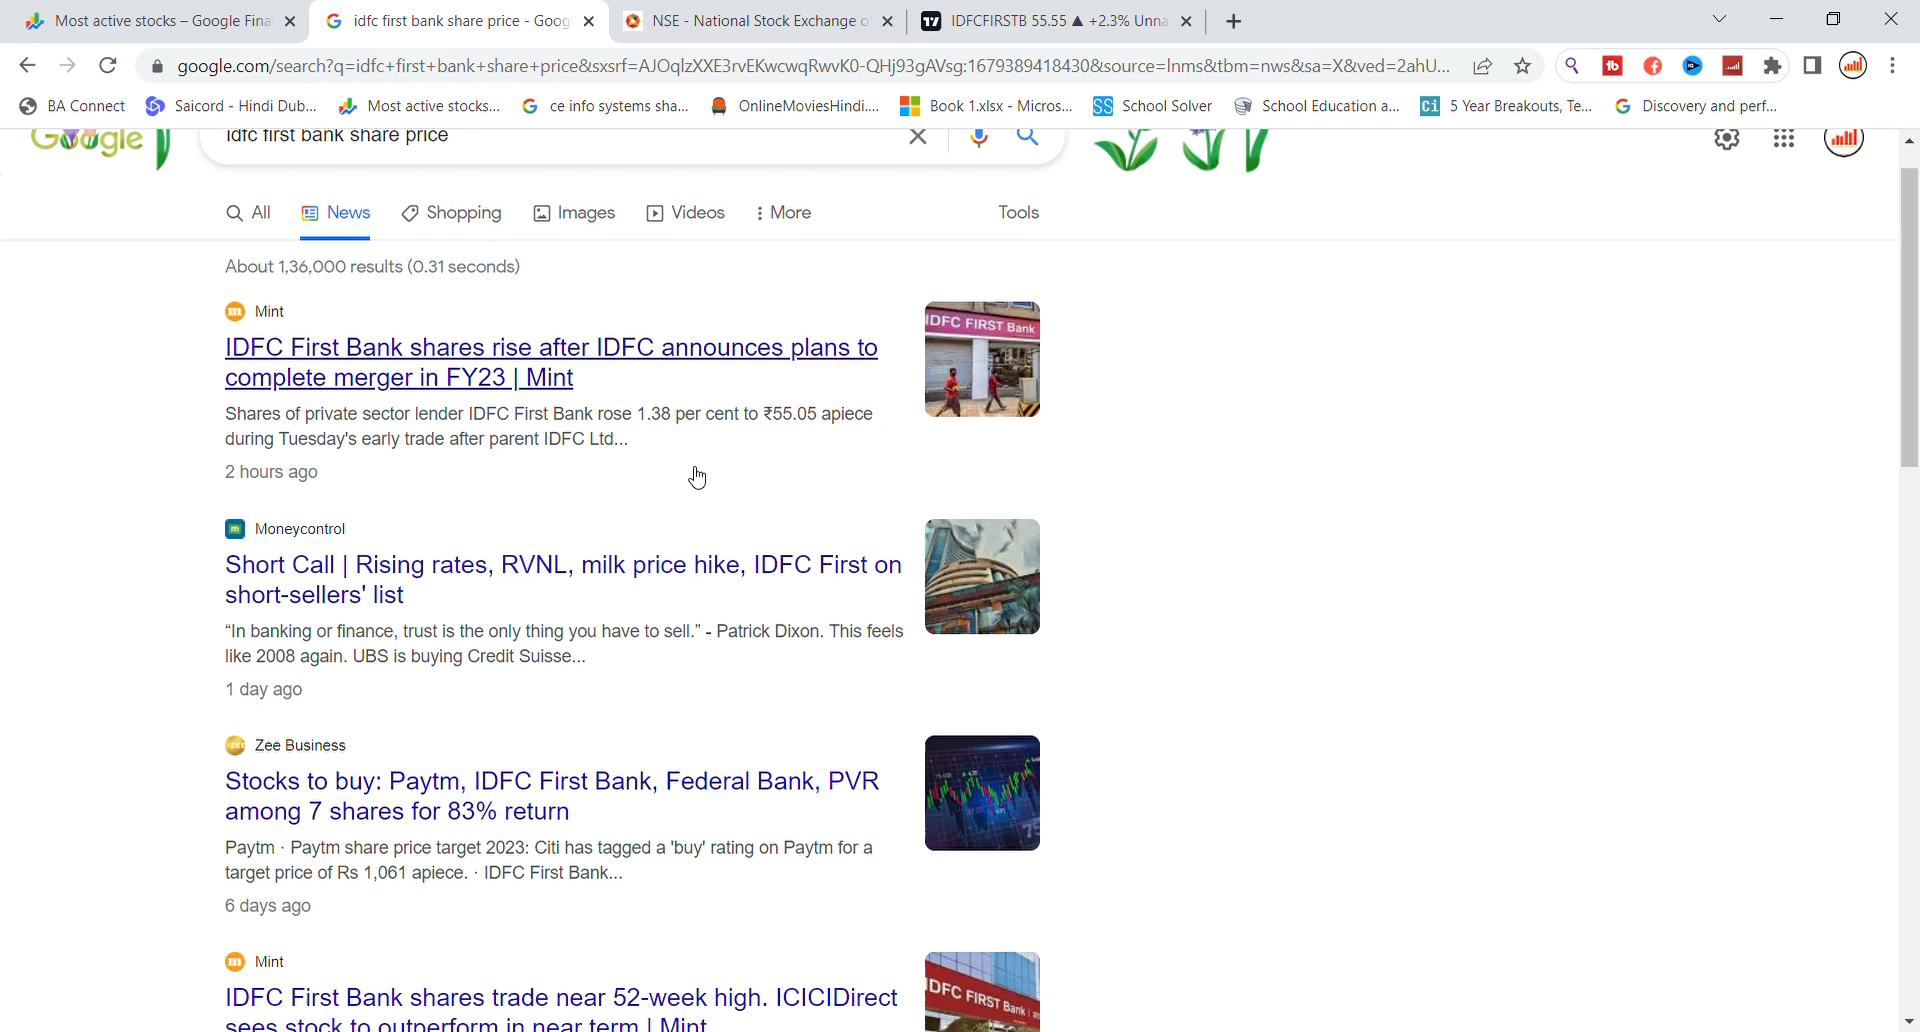 Most active stocks – Google Fina
idfc first bank share price - Goog
NSE - National Stock Exchange o
IDFCFIRSTB 55.55 ▲ +2.3% Unna
google.com/search?q=idfc+first+bank+share+price&sxsrf=AJOqlzXXE3rvEKwcwqRwvK0-QHj93gAVsg:1679389418430&source=lnms&tbm=nws&sa=X&ved=2ahU...
BA Connect
Saicord - Hindi Dub...
Most active stocks...
ce info systems sha...
OnlineMoviesHindi....
Book 1.xlsx - Micros...
SS School Solver
School Education a...
Ci 5 Year Breakouts, Te...
Discovery and perf...
Google
idfc first bank share price
All
News
Shopping
Images
Videos
More
Tools
About 1,36,000 results (0.31 seconds)
Mint
IDFC First Bank shares rise after IDFC announces plans to
complete merger in FY23 | Mint
Shares of private sector lender IDFC First Bank rose 1.38 per cent to ₹55.05 apiece
during Tuesday's early trade after parent IDFC Ltd...
2 hours ago
IDFC FIRST Bank
Moneycontrol
Short Call | Rising rates, RVNL, milk price hike, IDFC First on
short-sellers' list
“In banking or finance, trust is the only thing you have to sell.” - Patrick Dixon. This feels
like 2008 again. UBS is buying Credit Suisse...
1 day ago
Zee Business
Stocks to buy: Paytm, IDFC First Bank, Federal Bank, PVR
among 7 shares for 83% return
Paytm · Paytm share price target 2023: Citi has tagged a 'buy' rating on Paytm for a
target price of Rs 1,061 apiece. · IDFC First Bank...
6 days ago
Mint
IDFC First Bank shares trade near 52-week high. ICICIDirect
sees stock to outperform in near term | Mint
IDFC FIRST Bank